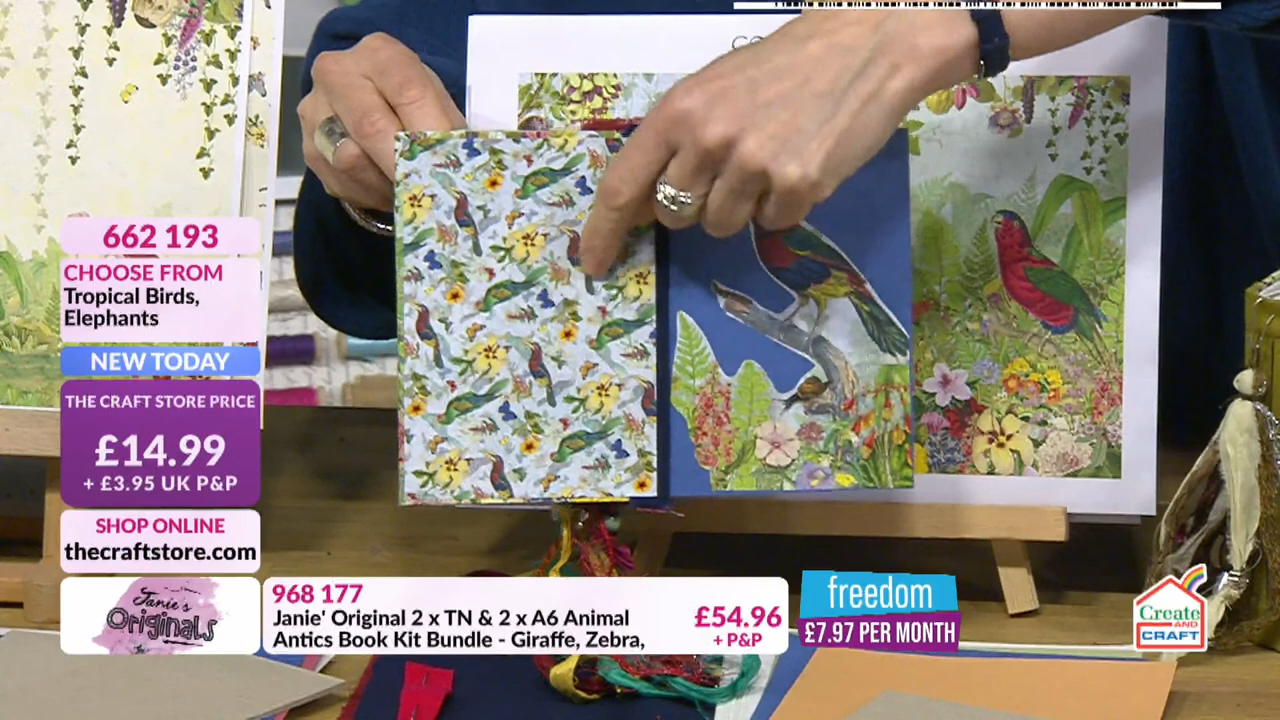 662 193
CHOOSE FROM
Tropical Birds,
Elephants
NEW TODAY
THE CRAFT STORE PRICE
£14.99
+ £3.95 UK P&P
SHOP ONLINE
thecraftstore.com
Janie's
Originals
968 177
Janie' Original 2 x TN & 2 x A6 Animal
Antics Book Kit Bundle - Giraffe, Zebra,
£54.96
+ P&P
freedom
£7.97 PER MONTH
Create
AND
CRAFT